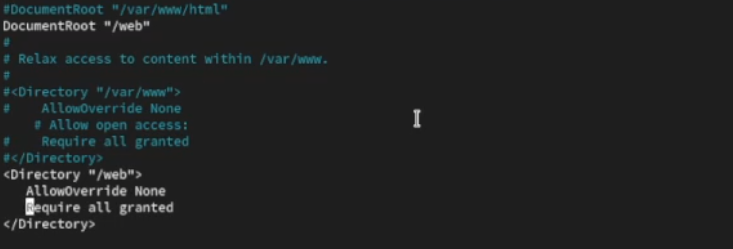 #DocumentRoot "/var/www/html"
DocumentRoot "/web"
#
# Relax access to content within /var/www.
#
#<Directory "/var/www">
#    AllowOverride None
    # Allow open access:
#    Require all granted
#</Directory>
<Directory "/web">
   AllowOverride None
   Require all granted
</Directory>